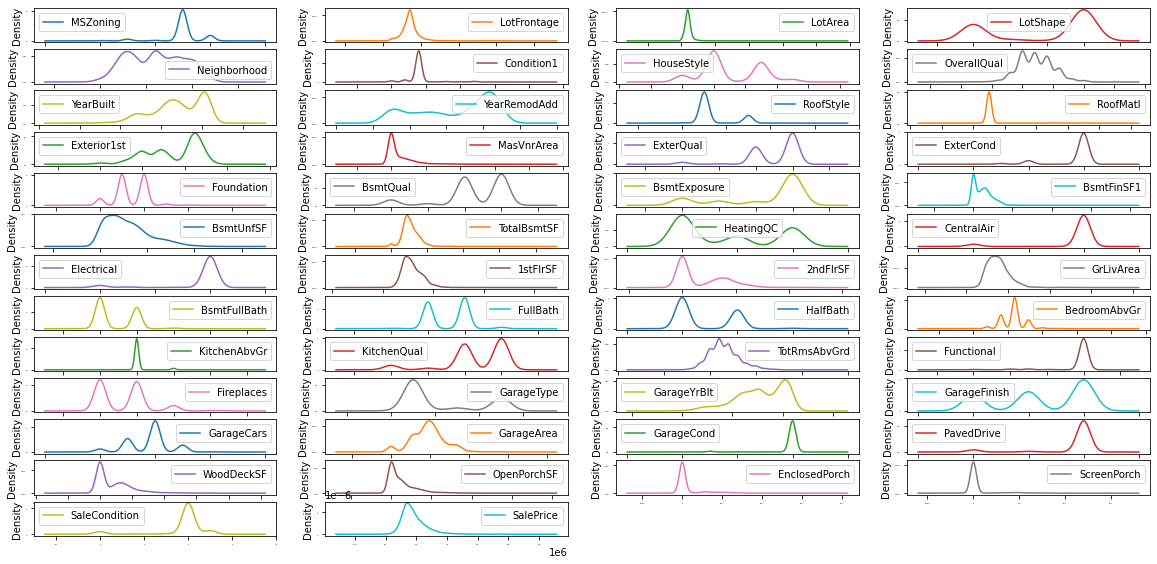 Density MSZoning Density LotFrontage Density LotArea Density LotShape
Density Neighborhood Density Condition1 Density HouseStyle Density OverallQual
Density YearBuilt Density YearRemodAdd Density RoofStyle Density RoofMatl
Density Exterior1st Density MasVnrArea Density ExterQual Density ExterCond
Density Foundation Density BsmtQual Density BsmtExposure Density BsmtFinSF1
Density BsmtUnfSF Density TotalBsmtSF Density HeatingQC Density CentralAir
Density Electrical Density 1stFlrSF Density 2ndFlrSF Density GrLivArea
Density BsmtFullBath Density FullBath Density HalfBath Density BedroomAbvGr
Density KitchenAbvGr Density KitchenQual Density TotRmsAbvGrd Density Functional
Density Fireplaces Density GarageType Density GarageYrBlt Density GarageFinish
Density GarageCars Density GarageArea Density GarageCond Density PavedDrive
Density WoodDeckSF Density OpenPorchSF Density EnclosedPorch Density ScreenPorch
1e-6
Density SaleCondition Density SalePrice
1e6